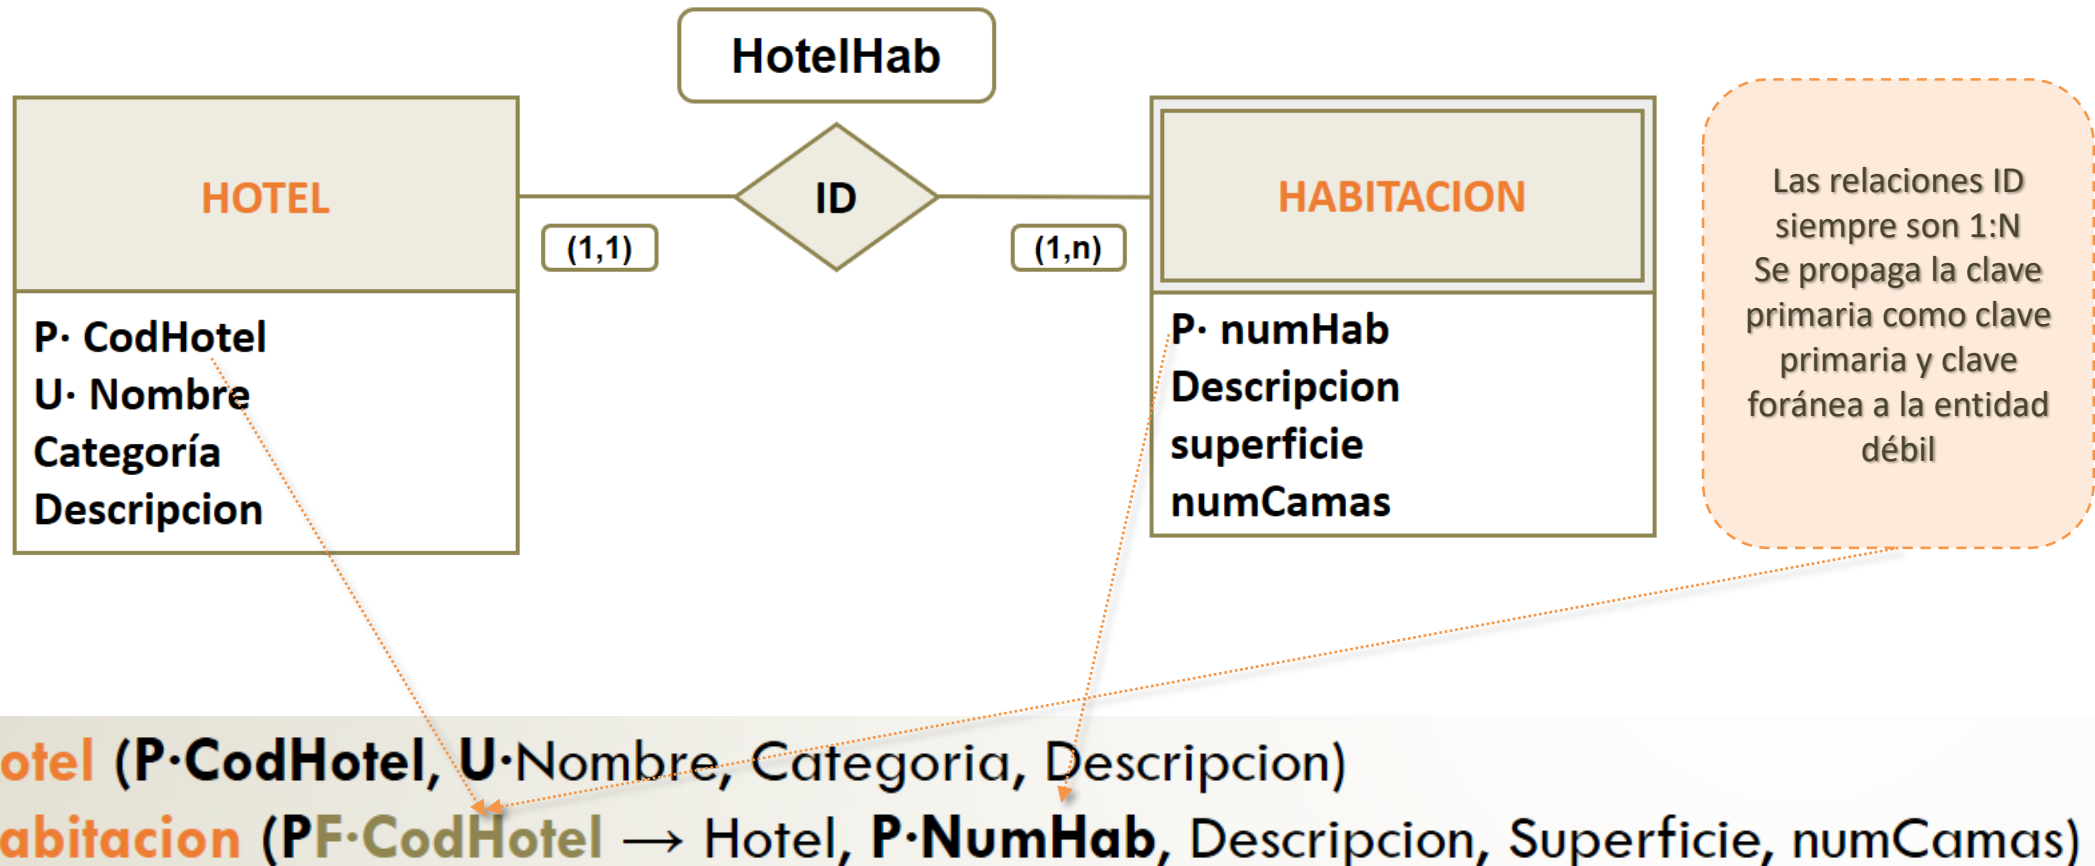 HotelHab
HOTEL
ID
HABITACION
(1,1)
(1,n)
P· CodHotel
U· Nombre
Categoría
Descripcion
P· numHab
Descripcion
superficie
numCamas
Las relaciones ID
siempre son 1:N
Se propaga la clave
primaria como clave
primaria y clave
foránea a la entidad
débil
otel (P·CodHotel, U·Nombre, Categoria, Descripcion)
abitacion (PF·CodHotel → Hotel, P·NumHab, Descripcion, Superficie, numCamas)